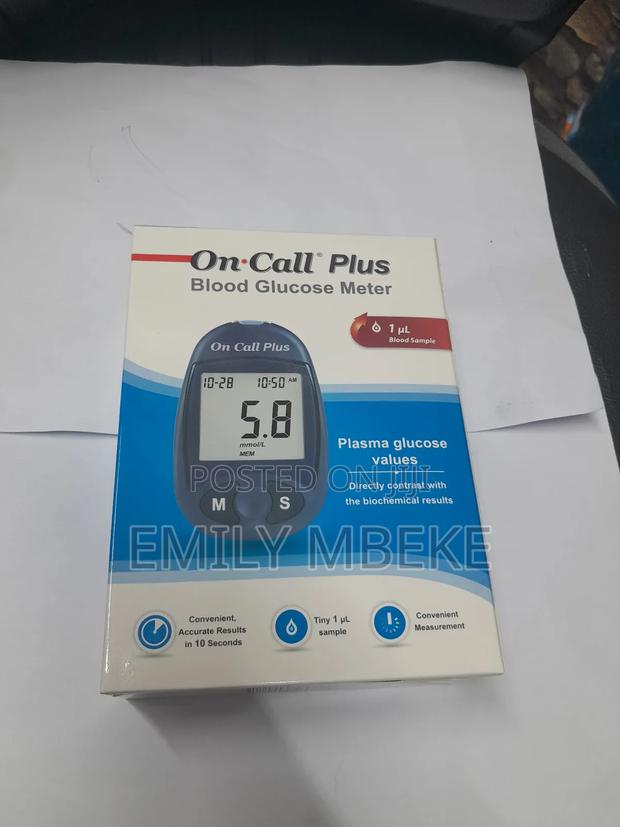 On•Call® Plus
Blood Glucose Meter
1 µL
Blood Sample
On Call Plus
10-28 10:50 AM
5.8
mmol/L
MEM
M S
Plasma glucose
values
Directly contrast with
the biochemical results
POSTED ON JIJI
EMILY MBEKE
Convenient,
Accurate Results
in 10 Seconds
Tiny 1 µL
sample
Convenient
Measurement